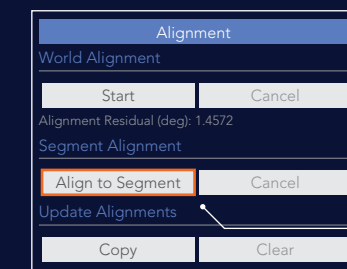 Alignment
World Alignment
Start Cancel
Alignment Residual (deg): 1.4572
Segment Alignment
Align to Segment Cancel
Update Alignments
Copy Clear